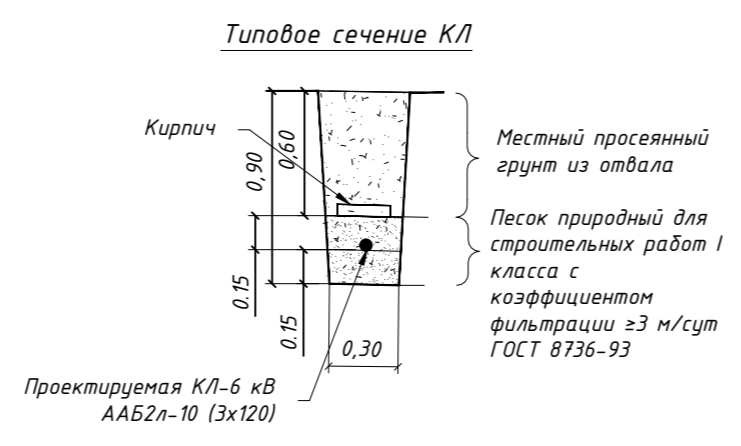 Типовое сечение КЛ
Кирпич
0,90
0,60
Местный просеянный
грунт из отвала
Песок природный для
строительных работ I
класса с
коэффициентом
фильтрации ≥3 м/сут
ГОСТ 8736-93
0.15
0.15
0,30
Проектируемая КЛ-6 кВ
ААБ2л-10 (3х120)